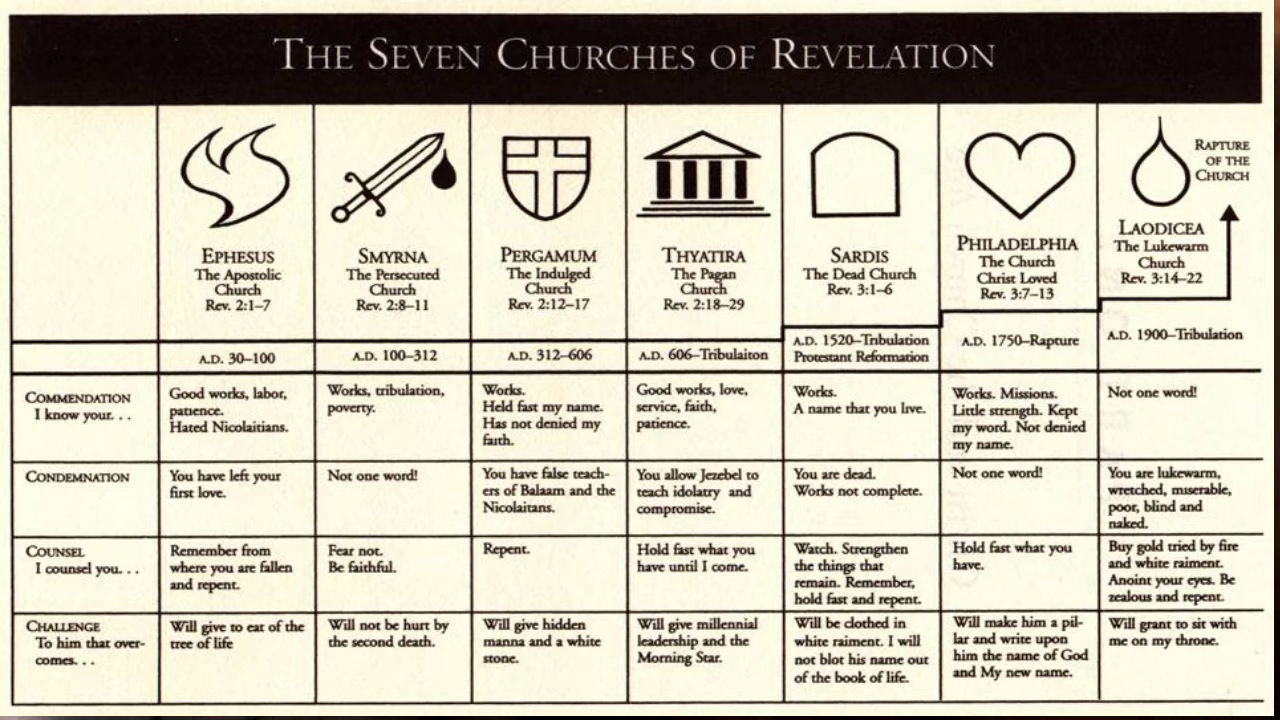 THE SEVEN CHURCHES OF REVELATION
EPHESUS
The Apostolic
Church
Rev. 2:1–7
SMYRNA
The Persecuted
Church
Rev. 2:8–11
PERGAMUM
The Indulged
Church
Rev. 2:12–17
THYATIRA
The Pagan
Church
Rev. 2:18–29
SARDIS
The Dead Church
Rev. 3:1–6
PHILADELPHIA
The Church
Christ Loved
Rev. 3:7–13
RAPTURE
OF THE
CHURCH
LAODICEA
The Lukewarm
Church
Rev. 3:14–22
A.D. 30–100
A.D. 100–312
A.D. 312–606
A.D. 606–Tribulaiton
A.D. 1520–Tribulation
Protestant Reformation
A.D. 1750–Rapture
A.D. 1900–Tribulation
COMMENDATION
I know your. . .
Good works, labor,
patience.
Hated Nicolaitians.
Works, tribulation,
poverty.
Works.
Held fast my name.
Has not denied my
faith.
Good works, love,
service, faith,
patience.
Works.
A name that you live.
Works. Missions.
Little strength. Kept
my word. Not denied
my name.
Not one word!
CONDEMNATION
You have left your
first love.
Not one word!
You have false teach-
ers of Balaam and the
Nicolaitans.
You allow Jezebel to
teach idolatry and
compromise.
You are dead.
Works not complete.
Not one word!
You are lukewarm,
wretched, miserable,
poor, blind and
naked.
COUNSEL
I counsel you. . .
Remember from
where you are fallen
and repent.
Fear not.
Be faithful.
Repent.
Hold fast what you
have until I come.
Watch. Strengthen
the things that
remain. Remember,
hold fast and repent.
Hold fast what you
have.
Buy gold tried by fire
and white raiment.
Anoint your eyes. Be
zealous and repent.
CHALLENGE
To him that over-
comes. . .
Will give to eat of the
tree of life
Will not be hurt by
the second death.
Will give hidden
manna and a white
stone.
Will give millennial
leadership and the
Morning Star.
Will be clothed in
white raiment. I will
not blot his name out
of the book of life.
Will make him a pil-
lar and write upon
him the name of God
and My new name.
Will grant to sit with
me on my throne.